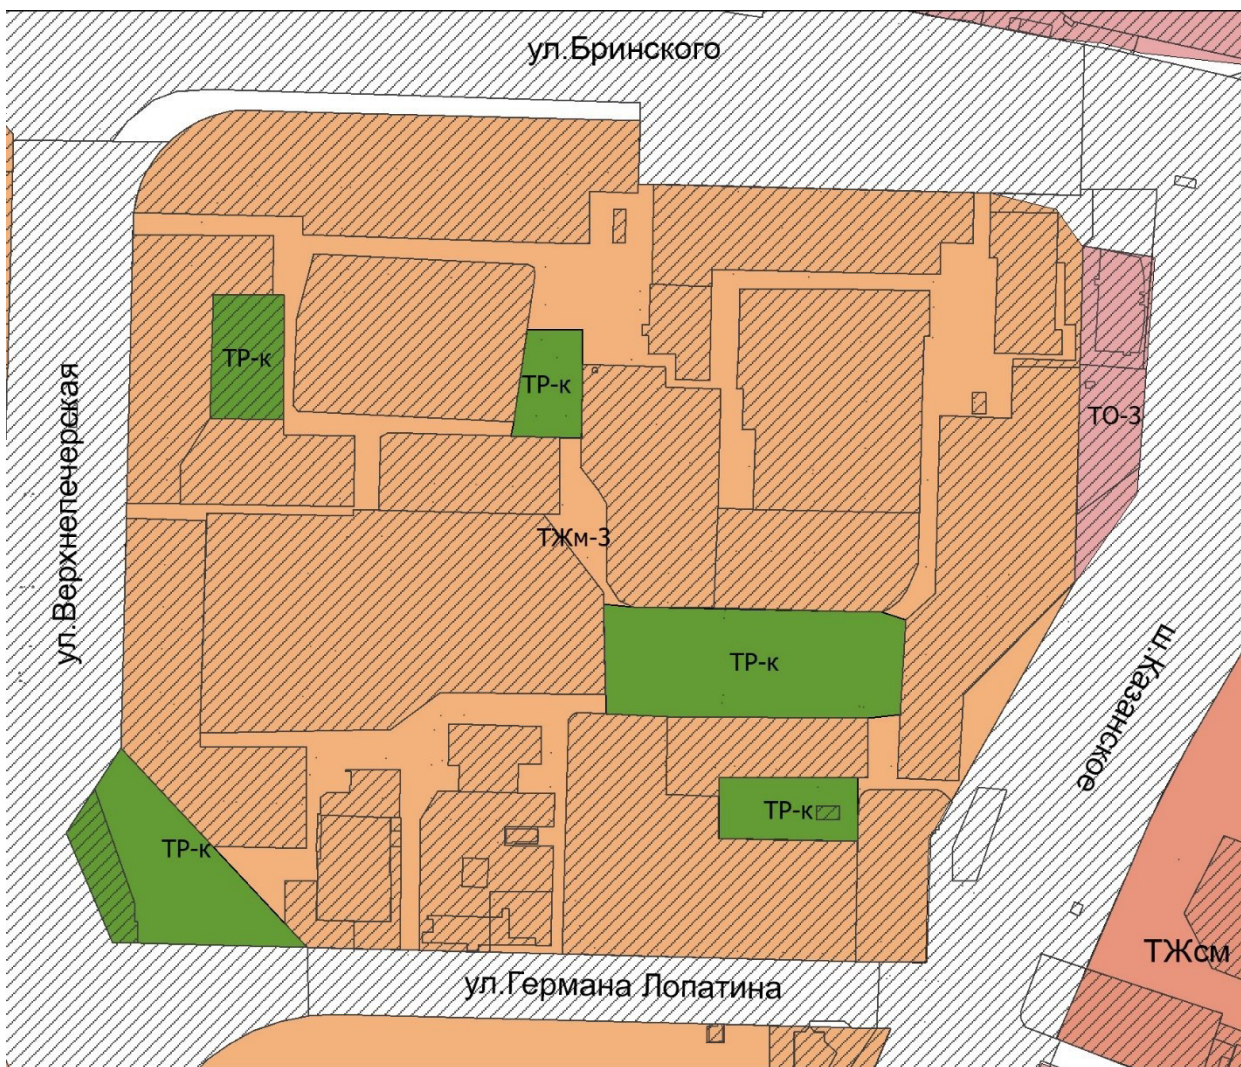 ул.Бринского
ТР-к
ТР-к
ТО-3
ул.Верхнепечерская
ТЖм-3
ТР-к
ш.Казанское
ТР-к
ТР-к
ТЖсм
ул.Германа Лопатина